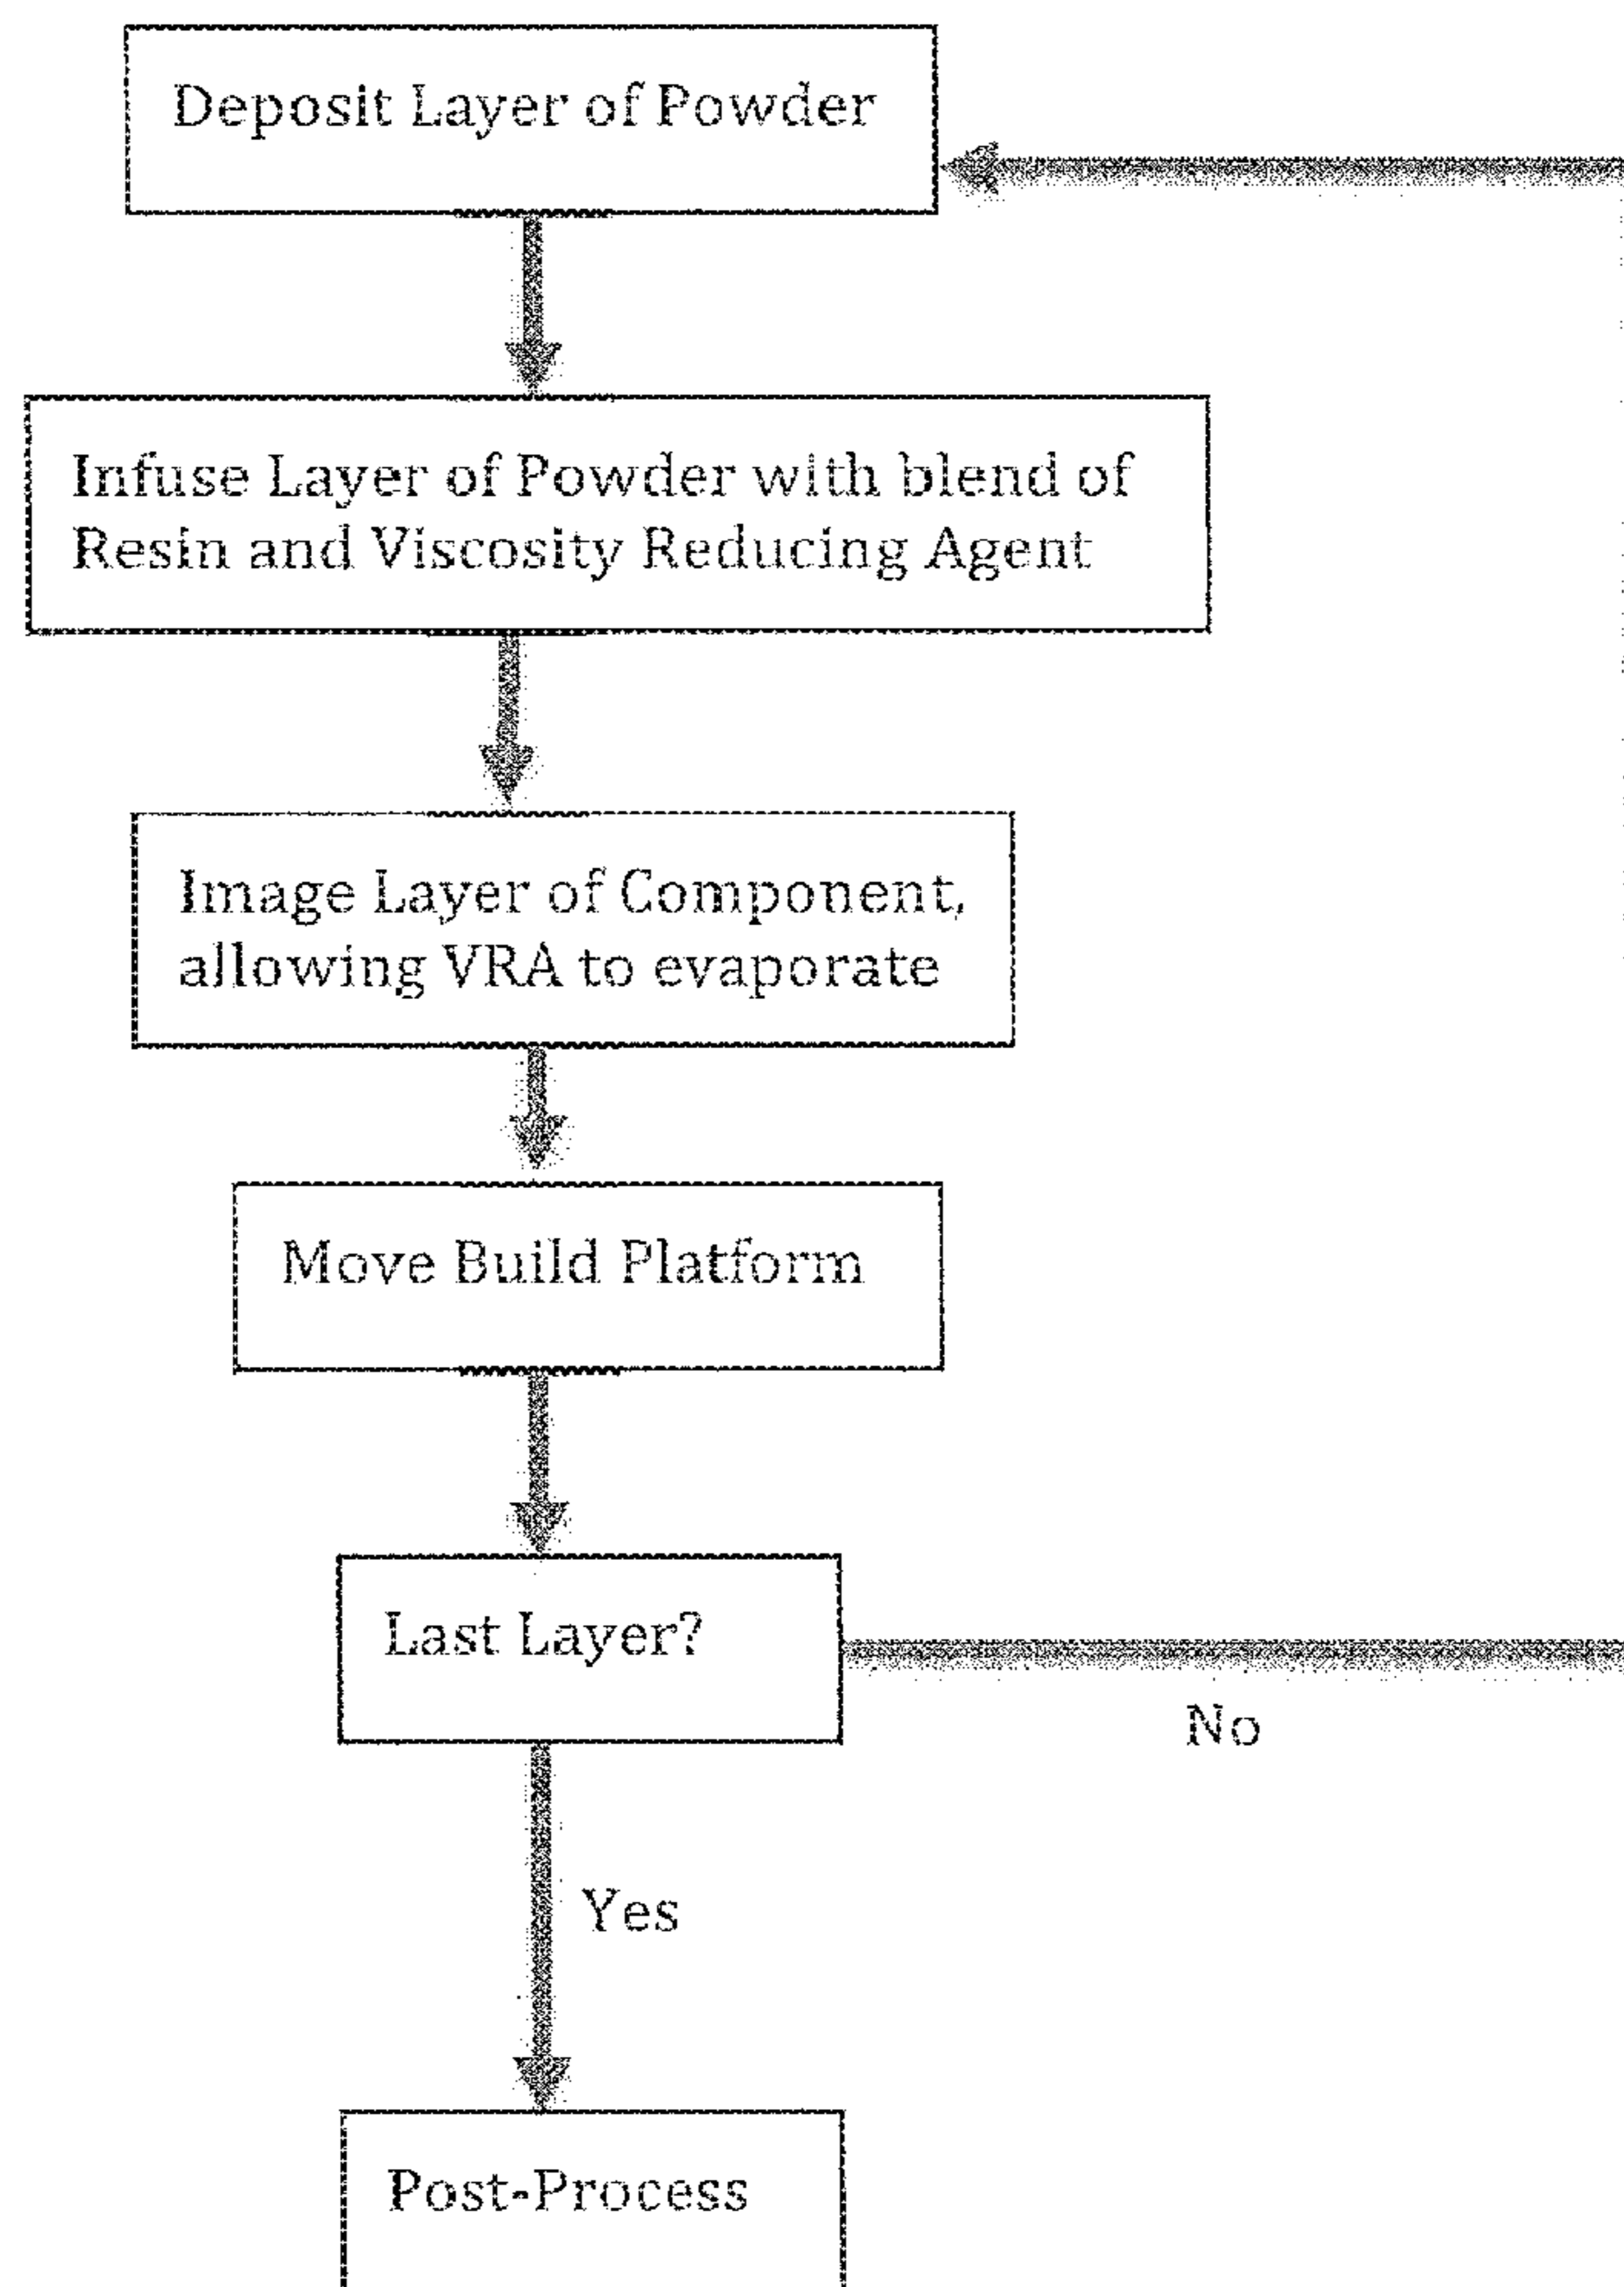 Deposit Layer of Powder
Infuse Layer of Powder with blend of
Resin and Viscosity Reducing Agent
Image Layer of Component,
allowing VRA to evaporate
Move Build Platform
Last Layer?
No
Yes
Post-Process